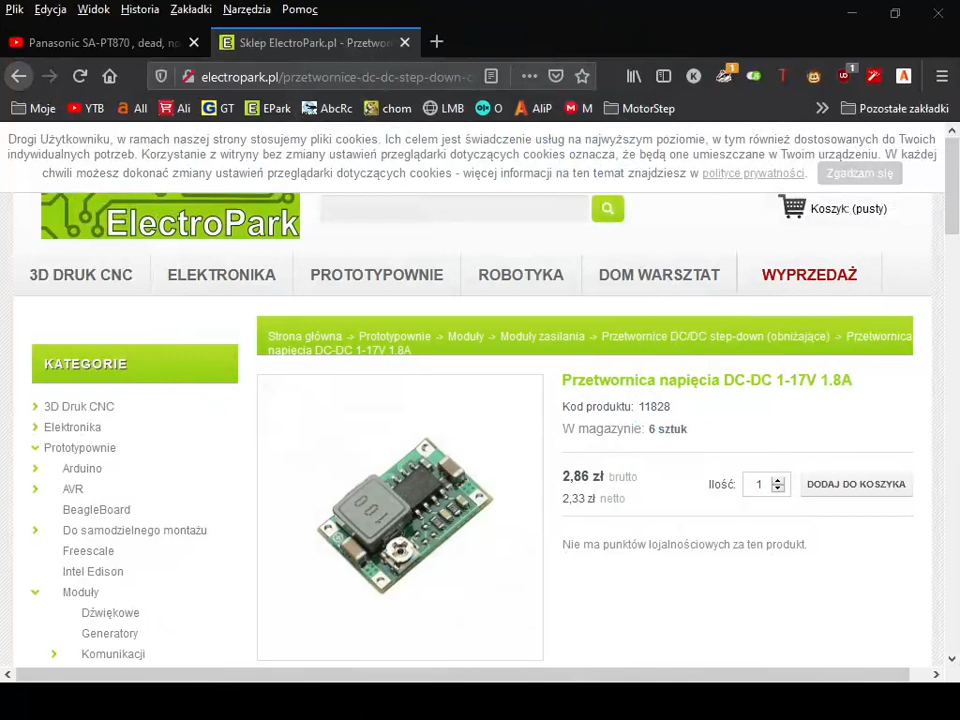 Plik Edycja Widok Historia Zakładki Narzędzia Pomoc
Panasonic SA-PT870 , dead, no
Sklep ElectroPark.pl - Przetwor
electropark.pl/przetwornice-dc-dc-step-down-o
Moje YTB All Ali GT EPark AbcRc chom LMB O AliP M MotorStep Pozostałe zakładki
Drogi Użytkowniku, w ramach naszej strony stosujemy pliki cookies. Ich celem jest świadczenie usług na najwyższym poziomie, w tym również dostosowanych do Twoich
indywidualnych potrzeb. Korzystanie z witryny bez zmiany ustawień przeglądarki dotyczących cookies oznacza, że będą one umieszczane w Twoim urządzeniu. W każdej
chwili możesz dokonać zmiany ustawień przeglądarki dotyczących cookies - więcej informacji na ten temat znajdziesz w polityce prywatności. Zgadzam się
ElectroPark
Koszyk: (pusty)
3D DRUK CNC ELEKTRONIKA PROTOTYPOWNIE ROBOTYKA DOM WARSZTAT WYPRZEDAŻ
Strona główna -> Prototypownie -> Moduły -> Moduły zasilania -> Przetwornice DC/DC step-down (obniżające) -> Przetwornica
napięcia DC-DC 1-17V 1.8A
KATEGORIE
3D Druk CNC
Elektronika
Prototypownie
Arduino
AVR
BeagleBoard
Do samodzielnego montażu
Freescale
Intel Edison
Moduły
Dźwiękowe
Generatory
Komunikacji
100
Przetwornica napięcia DC-DC 1-17V 1.8A
Kod produktu: 11828
W magazynie: 6 sztuk
2,86 zł brutto
2,33 zł netto
Ilość: 1 DODAJ DO KOSZYKA
Nie ma punktów lojalnościowych za ten produkt.